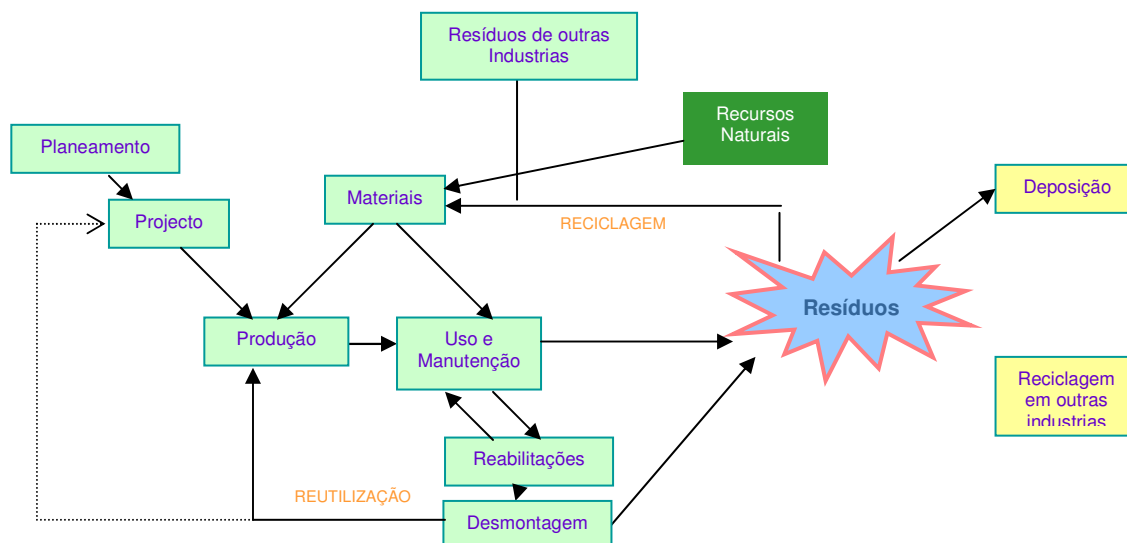 Resíduos de outras
Industrias
Recursos
Naturais
Planeamento
Materiais
Deposição
Projecto
RECICLAGEM
Resíduos
Produção
Uso e
Manutenção
Reciclagem
em outras
industrias
Reabilitações
REUTILIZAÇÃO
Desmontagem